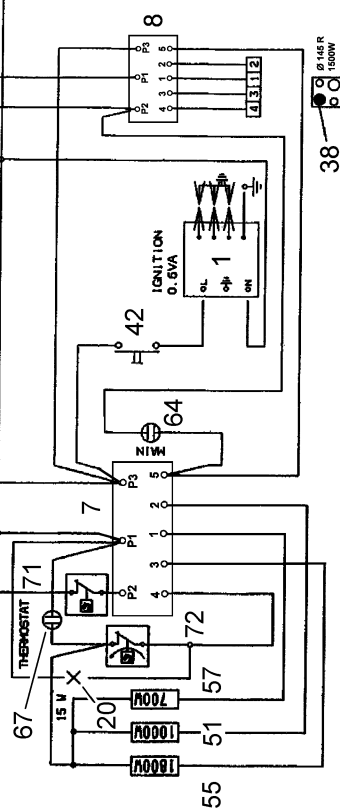 8
P3
P1
P2
5
2
1
3
4
2
1
3
4
Ø 145 R
1500W
38
IGNITION
0.6VA
L
N
1
42
64
MAIN
7
P3
P1
P2
5
2
1
3
4
71
THERMOSTAT
67
72
15 W
20
700W
57
1000W
51
1800W
55